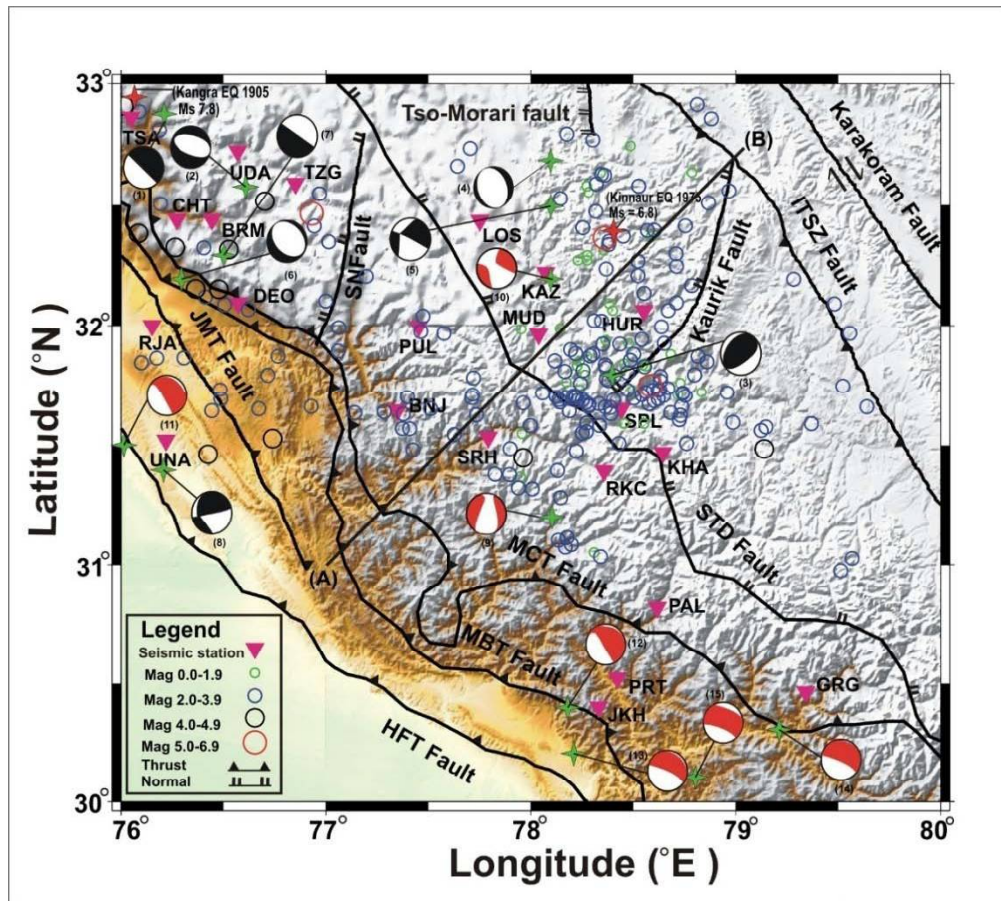 33
32
31
30
76°
77°
78°
79°
80°
Latitude (°N)
Longitude (°E )
(Kangra EQ 1905
Ms 7.8)
TSA
(1)
(2)
UDA
(7)
TZG
CHT
BRM
(6)
DEO
SNFault
Tso-Morari fault
(4)
LOS
(5)
(10)
KAZ
MUD
(Kinnaur EQ 1975
Ms = 6.8)
(B)
Karakoram Fault
ITSZ Fault
Kaurik Fault
HUR
(3)
PUL
RJA
JMT Fault
(11)
UNA
(8)
BNJ
SRH
SPL
KHA
RKC
(9)
(A)
MCT Fault
STD Fault
PAL
MBT Fault
(12)
PRT
JKH
(15)
GRG
(13)
(14)
HFT Fault
Legend
Seismic station
Mag 0.0-1.9
Mag 2.0-3.9
Mag 4.0-4.9
Mag 5.0-6.9
Thrust
Normal